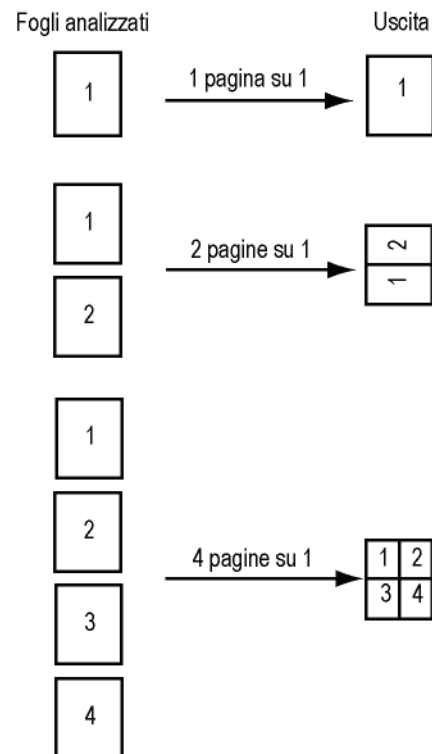 Fogli analizzati Uscita
1 1 pagina su 1 1
1
2 pagine su 1
2
1
2
1
2
4 pagine su 1
1 2
3 4
3
4